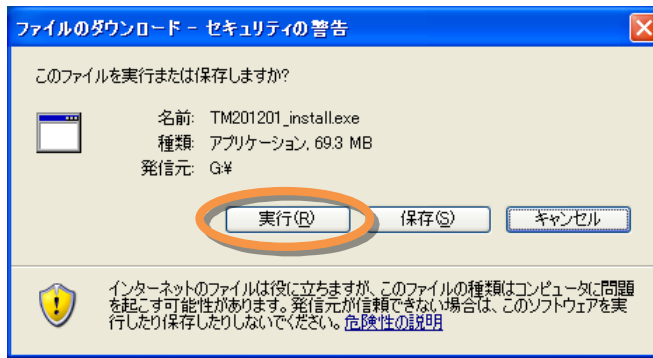 ファイルのダウンロード - セキュリティの警告
このファイルを実行または保存しますか?
名前: TM201201_install.exe
種類: アプリケーション, 69.3 MB
発信元: G:¥
実行(R) 保存(S) キャンセル
インターネットのファイルは役に立ちますが、このファイルの種類はコンピュータに問題
を起こす可能性があります。発信元が信頼できない場合は、このソフトウェアを実
行したり保存したりしないでください。危険性の説明